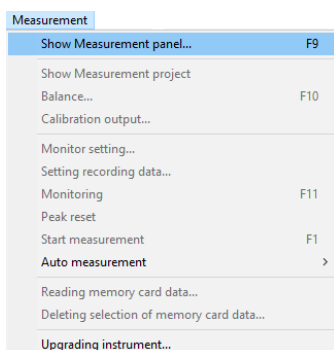 Measurement
Show Measurement panel... F9
Show Measurement project
Balance... F10
Calibration output...
Monitor setting...
Setting recording data...
Monitoring F11
Peak reset
Start measurement F1
Auto measurement >
Reading memory card data...
Deleting selection of memory card data...
Upgrading instrument...